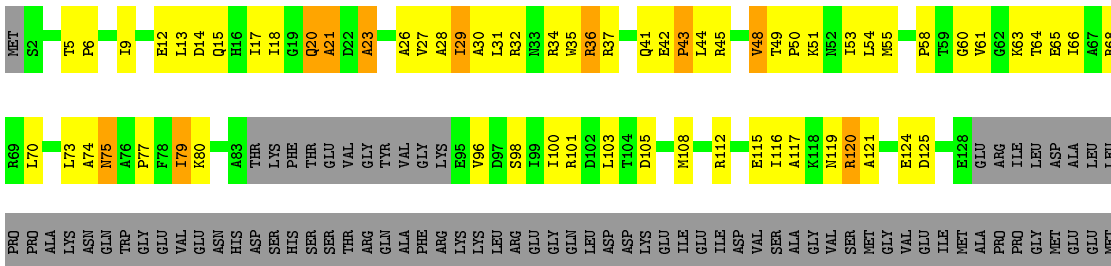 MET S2 T5 P6 I9 E12 L13 D14 Q15 H16 I17 I18 G19 Q20 A21 D22 A23 A26 V27 A28 I29 A30 L31 R32 N33 R34 W35 R36 R37 Q41 E42 P43 L44 R45 V48 T49 P50 K51 N52 I53 L54 M55 P58 T59 G60 V61 G62 K63 T64 E65 I66 A67 R68
R69 L70 L73 A74 N75 A76 P77 F78 I79 K80 A83 THR LYS PHE THR GLU VAL GLY TYR VAL GLY LYS E95 V96 D97 S98 I99 I100 R101 D102 L103 T104 D105 M108 R112 E115 I116 A117 K118 N119 R120 A121 E124 D125 E128 GLU ARG ILE LEU ASP ALA LEU LEU
PRO PRO ALA LYS ASN GLN TRP GLY GLU VAL GLU ASN HIS ASP SER HIS SER SER THR ARG GLN ALA PHE ARG LYS LYS LEU ARG GLU GLY GLN LEU ASP ASP LYS GLU ILE GLU ILE ASP VAL SER ALA GLY VAL SER MET GLY VAL GLU ILE MET ALA PRO PRO GLY MET GLU GLU MET